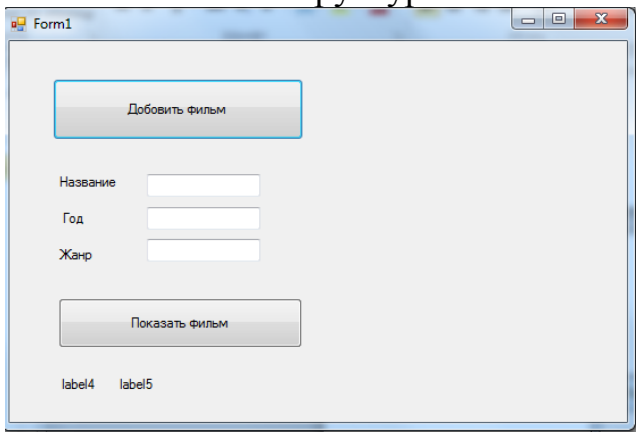 Form1
Добовить фильм
Название
Год
Жанр
Показать фильм
label4 label5